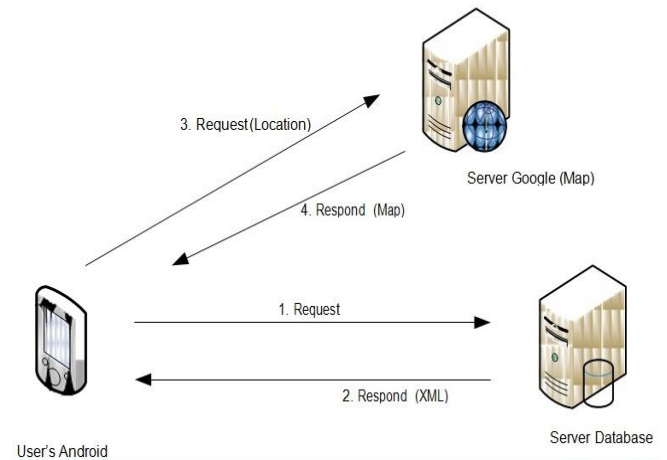 3. Request(Location)
Server Google (Map)
4. Respond (Map)
1. Request
2. Respond (XML)
User's Android
Server Database